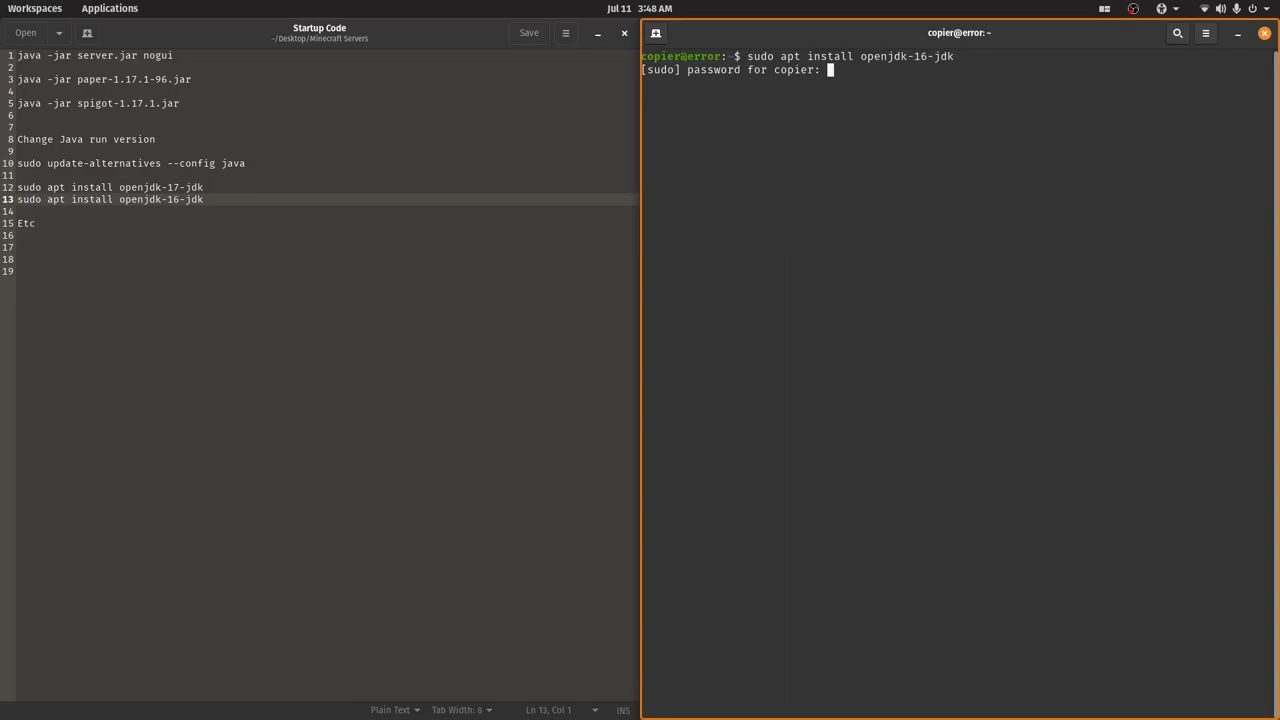 Workspaces Applications Jul 11 3:48 AM
Open Startup Code Save
~/Desktop/Minecraft Servers
1 java -jar server.jar nogui
2
3 java -jar paper-1.17.1-96.jar
4
5 java -jar spigot-1.17.1.jar
6
7
8 Change Java run version
9
10 sudo update-alternatives --config java
11
12 sudo apt install openjdk-17-jdk
13 sudo apt install openjdk-16-jdk
14
15 Etc
16
17
18
19
Plain Text Tab Width: 8 Ln 13, Col 1 INS
copier@error: ~
copier@error:~$ sudo apt install openjdk-16-jdk
[sudo] password for copier: